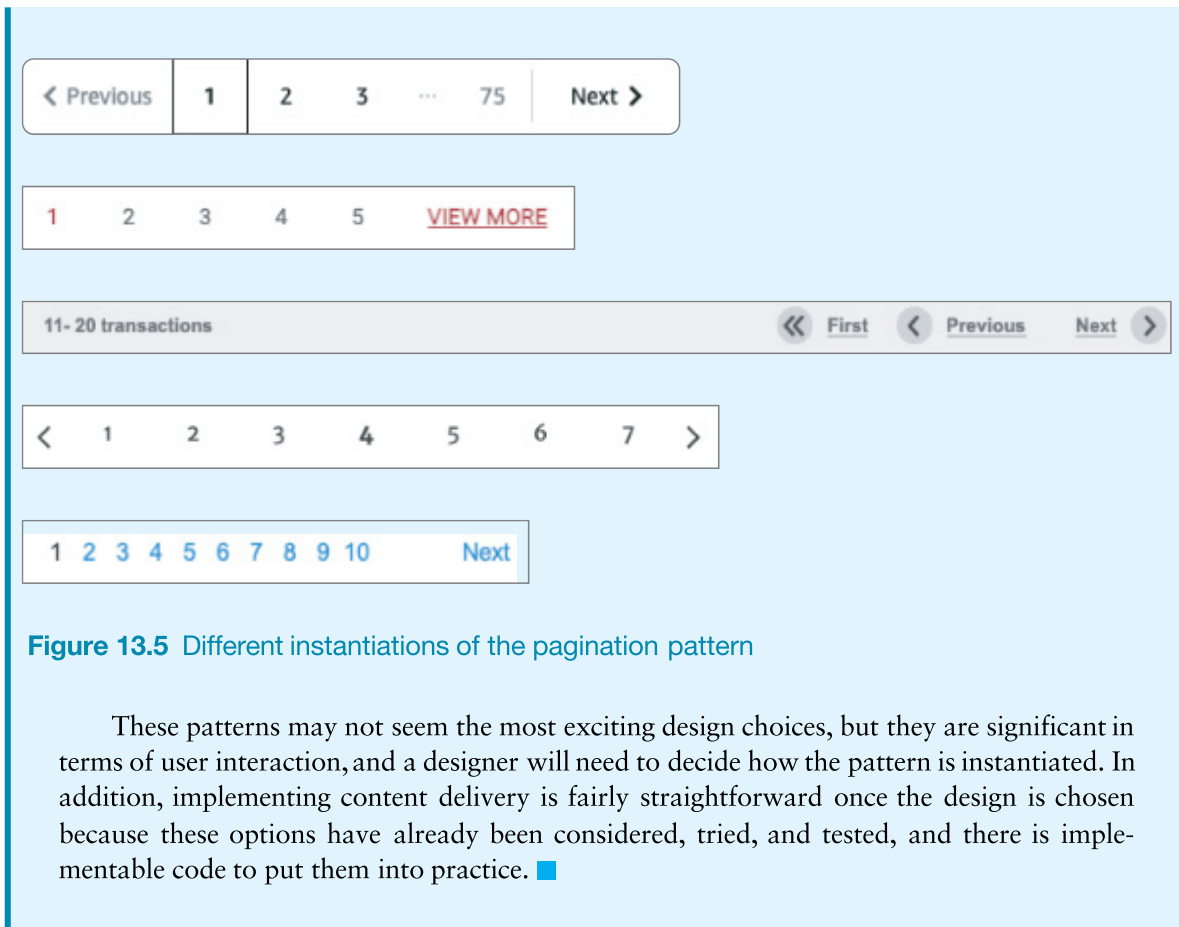 < Previous 1 2 3 ... 75 Next >
1 2 3 4 5 VIEW MORE
11- 20 transactions « First < Previous Next >
< 1 2 3 4 5 6 7 >
1 2 3 4 5 6 7 8 9 10 Next
Figure 13.5 Different instantiations of the pagination pattern
These patterns may not seem the most exciting design choices, but they are significant in
terms of user interaction, and a designer will need to decide how the pattern is instantiated. In
addition, implementing content delivery is fairly straightforward once the design is chosen
because these options have already been considered, tried, and tested, and there is imple-
mentable code to put them into practice.